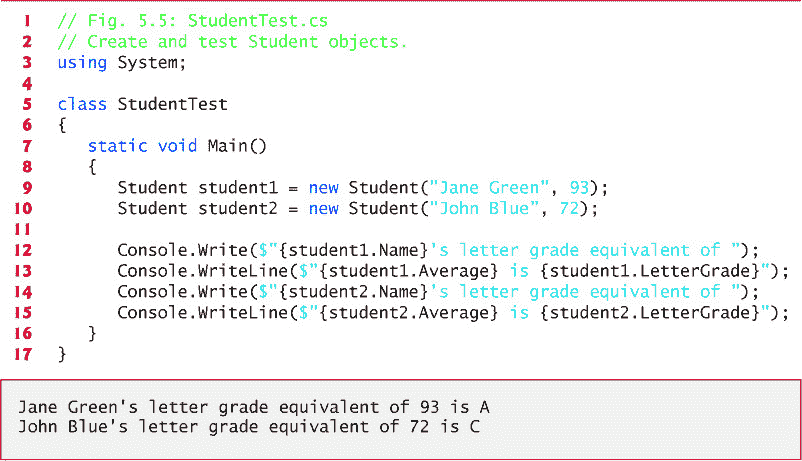 1 // Fig. 5.5: StudentTest.cs
2 // Create and test Student objects.
3 using System;
4
5 class StudentTest
6 {
7    static void Main()
8    {
9       Student student1 = new Student("Jane Green", 93);
10       Student student2 = new Student("John Blue", 72);
11
12       Console.Write($"{student1.Name}'s letter grade equivalent of ");
13       Console.WriteLine($"{student1.Average} is {student1.LetterGrade}");
14       Console.Write($"{student2.Name}'s letter grade equivalent of ");
15       Console.WriteLine($"{student2.Average} is {student2.LetterGrade}");
16    }
17 }
Jane Green's letter grade equivalent of 93 is A
John Blue's letter grade equivalent of 72 is C